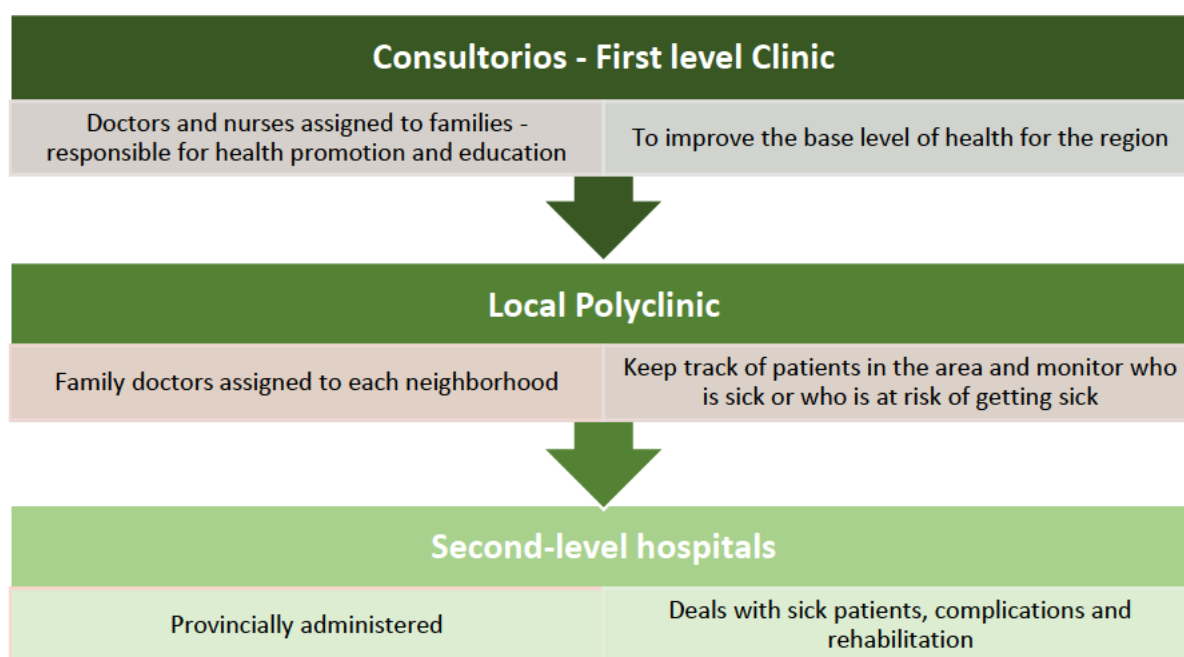 Consultorios - First level Clinic
Doctors and nurses assigned to families -
responsible for health promotion and education
To improve the base level of health for the region
Local Polyclinic
Family doctors assigned to each neighborhood
Keep track of patients in the area and monitor who
is sick or who is at risk of getting sick
Second-level hospitals
Provincially administered
Deals with sick patients, complications and
rehabilitation